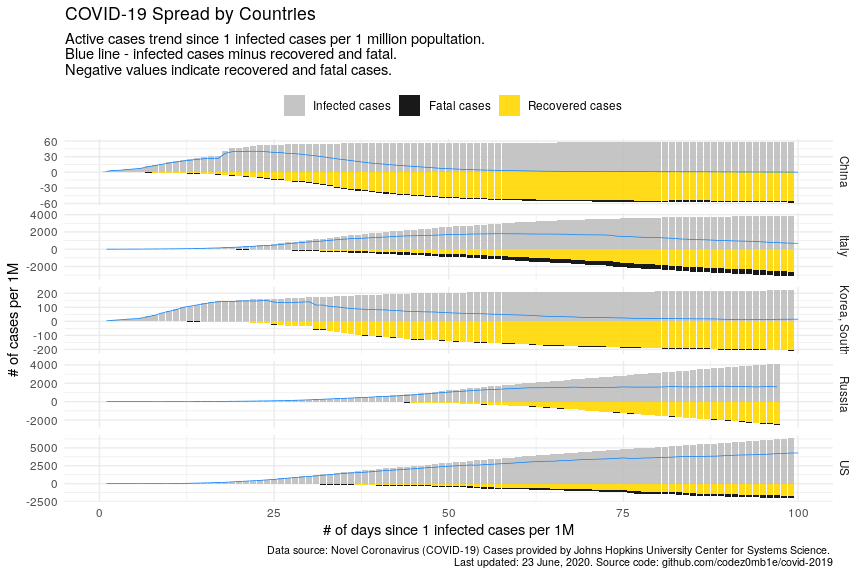 COVID-19 Spread by Countries
Active cases trend since 1 infected cases per 1 million popultation.
Blue line - infected cases minus recovered and fatal.
Negative values indicate recovered and fatal cases.
Infected cases Fatal cases Recovered cases
60
30
0
-30
-60
China
4000
2000
0
-2000
Italy
200
100
0
-100
-200
Korea, South
4000
2000
0
-2000
Russia
5000
2500
0
-2500
US
# of cases per 1M
0 25 50 75 100
# of days since 1 infected cases per 1M
Data source: Novel Coronavirus (COVID-19) Cases provided by Johns Hopkins University Center for Systems Science.
Last updated: 23 June, 2020. Source code: github.com/codez0mb1e/covid-2019